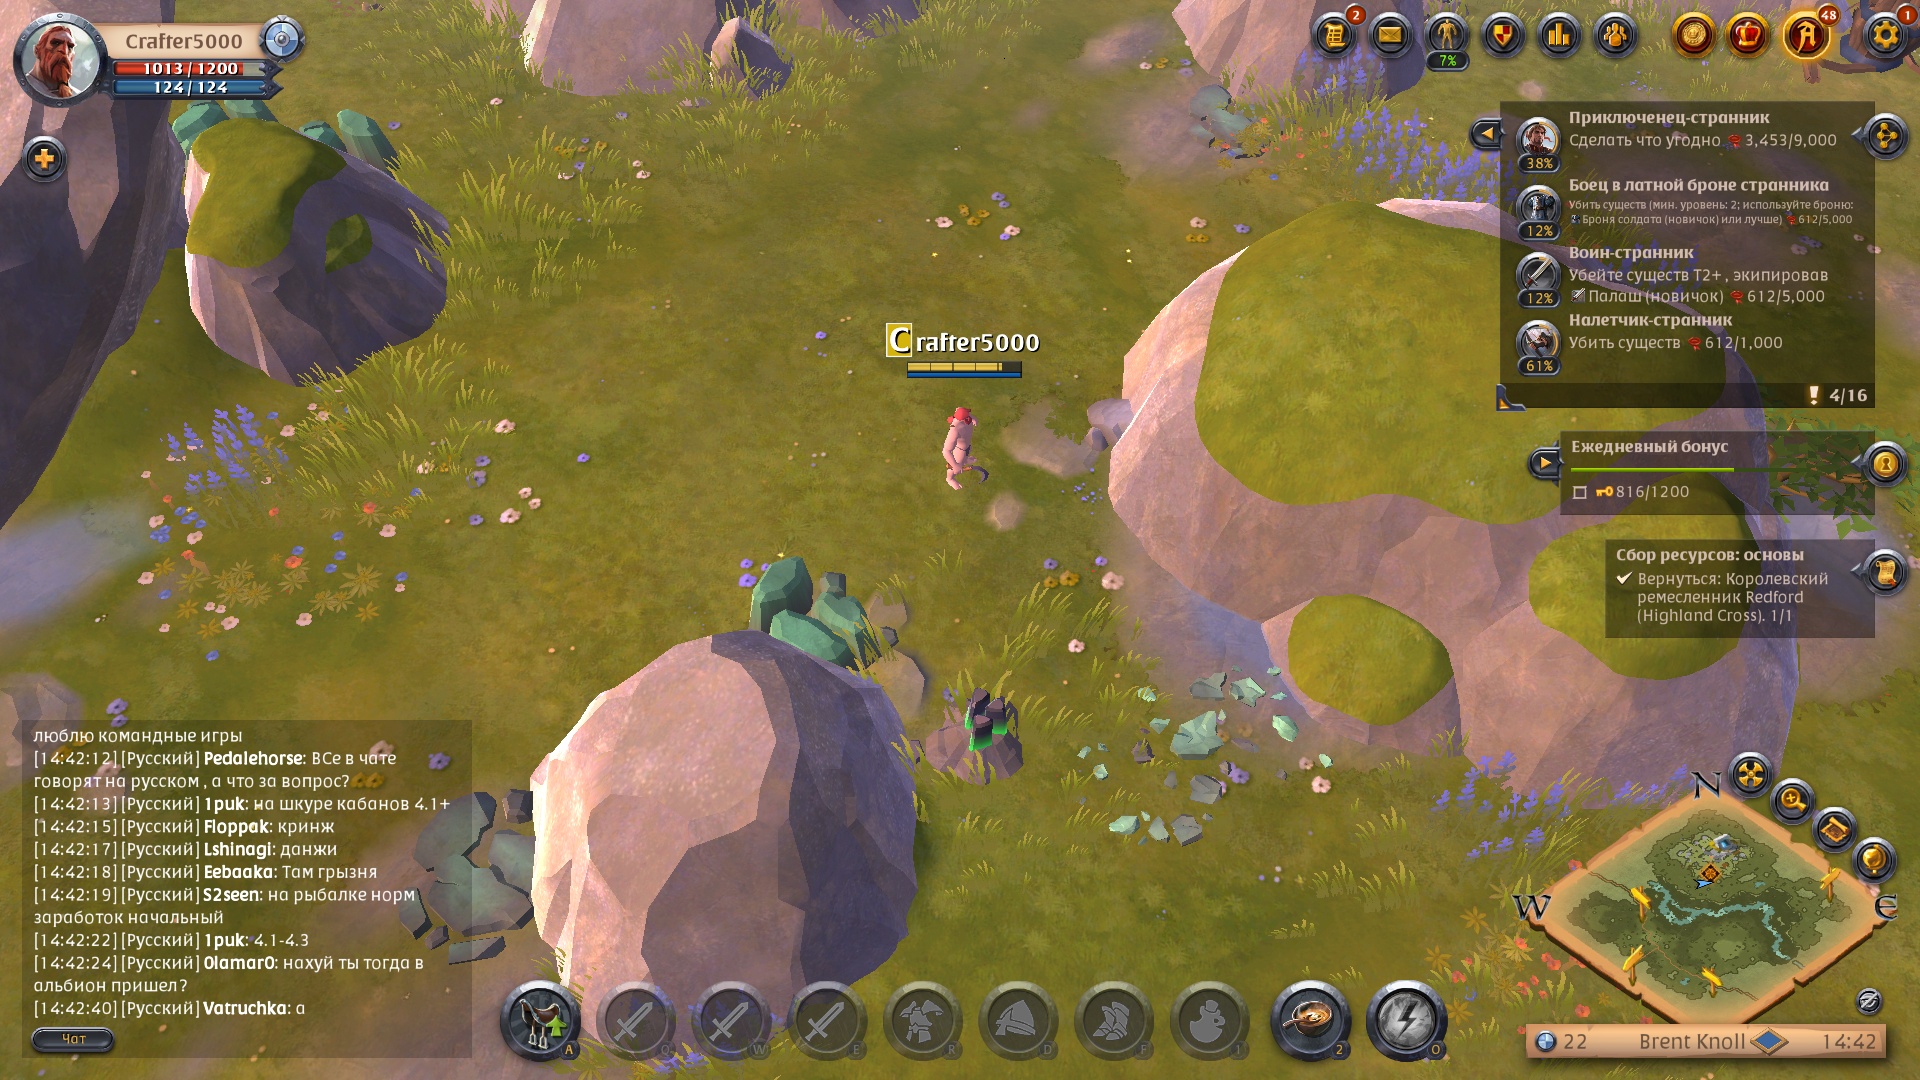 Crafter5000
1013/1200
124/124
2
7%
48
1
Приключенец-странник
Сделать что угодно 3,453/9,000
38%
Боец в латной броне странника
Убить существ (мин. уровень: 2; используйте броню:
Броня солдата (новичок) или лучше) 612/5,000
12%
Воин-странник
Убейте существ T2+, экипировав
Палаш (новичок) 612/5,000
12%
Налетчик-странник
Убить существ 612/1,000
61%
4/16
Ежедневный бонус
816/1200
Сбор ресурсов: основы
Вернуться: Королевский
ремесленник Redford
(Highland Cross). 1/1
Crafter5000
люблю командные игры
[14:42:12][Русский] Pedalehorse: ВСе в чате
говорят на русском , а что за вопрос?
[14:42:13][Русский] 1puk: на шкуре кабанов 4.1+
[14:42:15][Русский] Floppak: кринж
[14:42:17][Русский] Lshinagi: данжи
[14:42:18][Русский] Eebaaka: Там грызня
[14:42:19][Русский] S2seen: на рыбалке норм
заработок начальный
[14:42:22][Русский] 1puk: 4.1-4.3
[14:42:24][Русский] 0lamar0: нахуй ты тогда в
альбион пришел?
[14:42:40][Русский] Vatruchka: а
Чат
A
Q
W
E
R
D
F
1
2
O
N
W
E
22 Brent Knoll 14:42